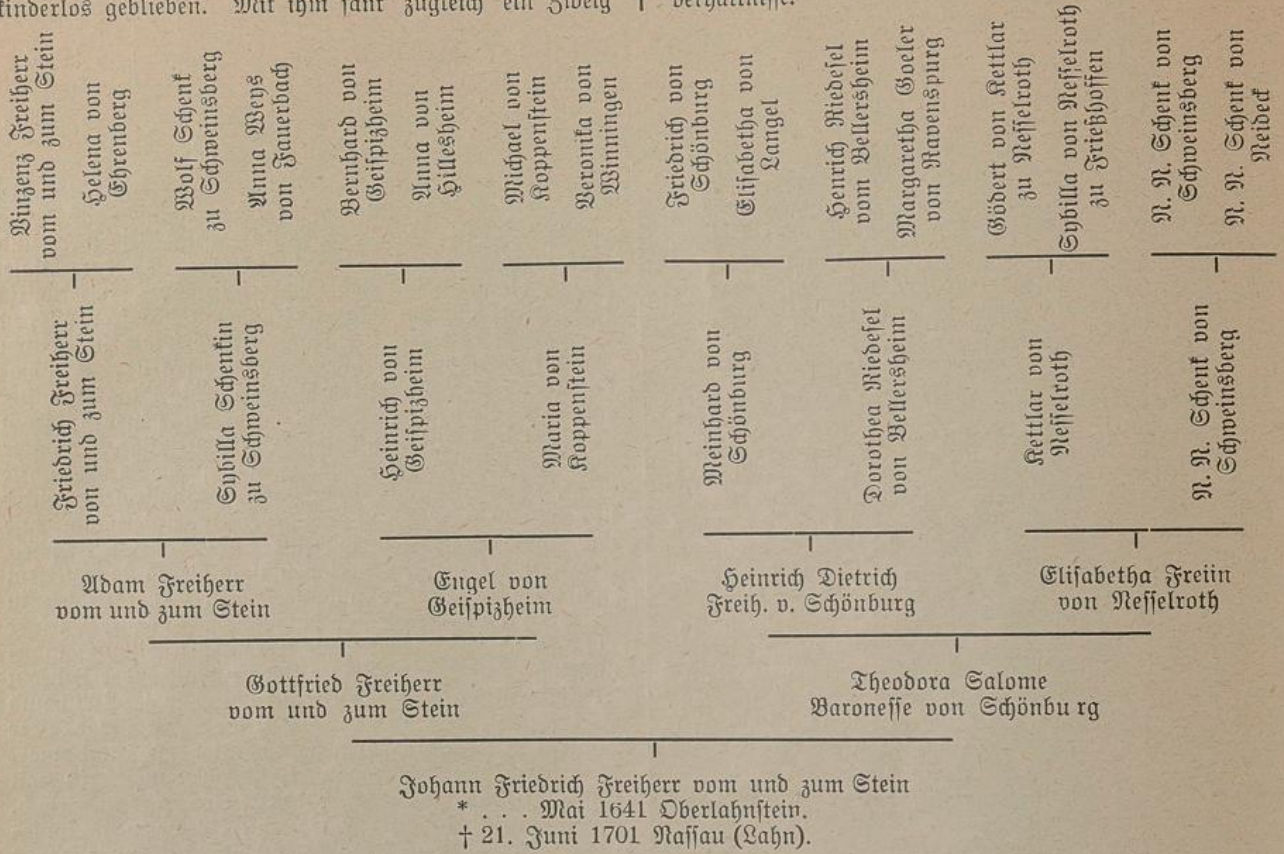 kinderlos geblieben. Mit ihm sank zugleich ein Zweig
verhältnisse.
Vinzenz Freiherr
vom und zum Stein
Helena von
Ehrenberg
Wolf Schenk
zu Schweinsberg
Anna Weys
von Fauerbach
Bernhard von
Geispizheim
Anna von
Hillesheim
Michael von
Koppenstein
Veronika von
Winningen
Friedrich von
Schönburg
Elisabetha von
Langel
Henrich Riedesel
vom Bellersheim
Margaretha Goeler
von Ravenspurg
Gödert von Kettlar
zu Nesselroth
Sybilla von Nesselroth
zu Frießhoffen
N. N. Schenk von
Schweinsberg
N. N. Schenk von
Neideck
Friedrich Freiherr
von und zum Stein
Sybilla Schenkin
zu Schweinsberg
Heinrich von
Geispizheim
Maria von
Koppenstein
Meinhard von
Schönburg
Dorothea Riedesel
von Bellersheim
Kettlar von
Nesselroth
N. N. Schenk von
Schweinsberg
Adam Freiherr
vom und zum Stein
Engel von
Geispizheim
Heinrich Dietrich
Freih. v. Schönburg
Elisabetha Freiin
von Nesselroth
Gottfried Freiherr
vom und zum Stein
Theodora Salome
Baronesse von Schönbu rg
Johann Friedrich Freiherr vom und zum Stein
* . . . Mai 1641 Oberlahnstein.
† 21. Juni 1701 Nassau (Lahn).